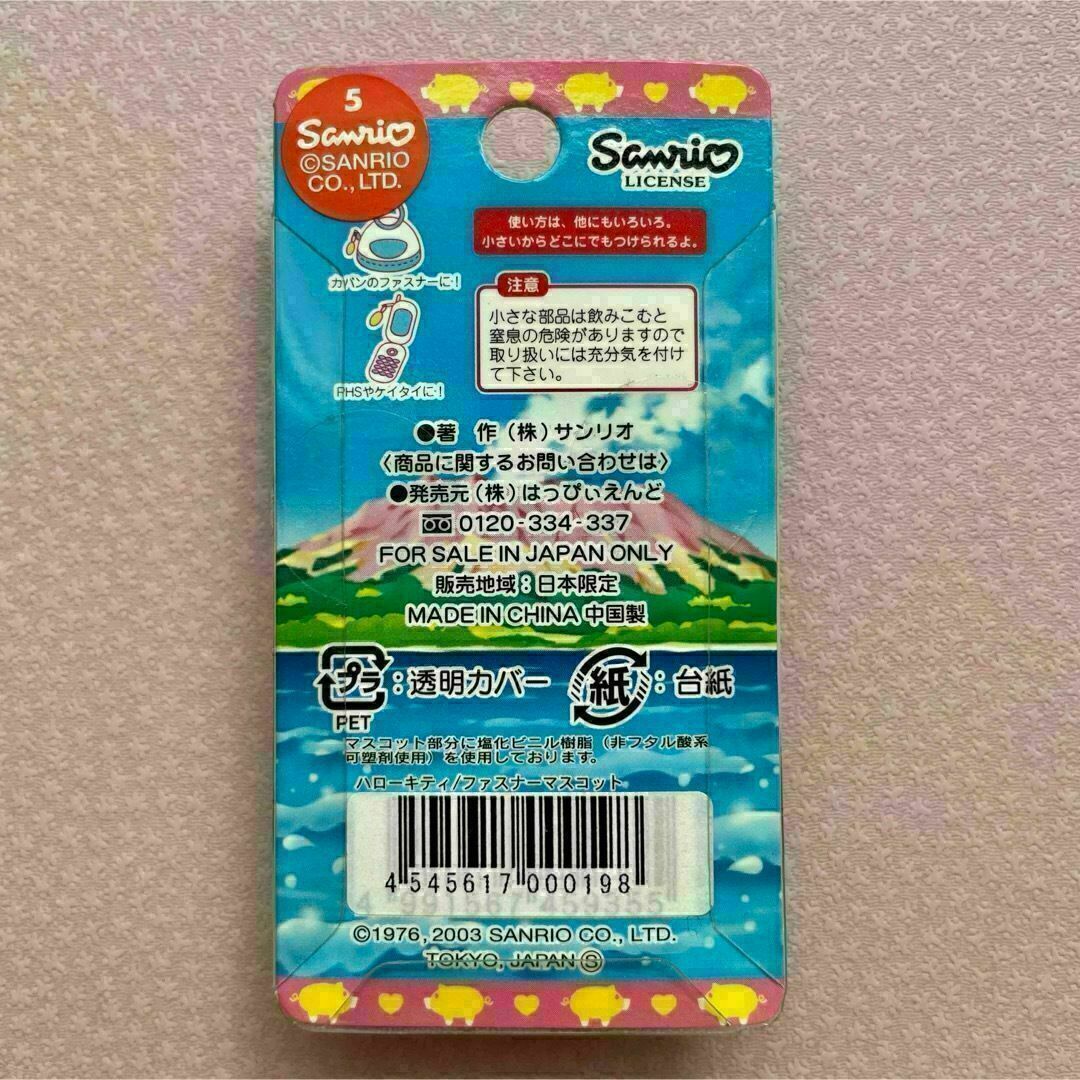 5
Sanrio
©SANRIO
CO., LTD.
Sanrio
LICENSE
使い方は、他にもいろいろ。
小さいからどこにでもつけられるよ。
カバンのファスナーに!
PHSやケイタイに!
注意
小さな部品は飲みこむと
窒息の危険がありますので
取り扱いには充分気を付け
て下さい。
●著 作(株)サンリオ
〈商品に関するお問い合わせは〉
●発売元(株)はっぴぃえんど
0120-334-337
FOR SALE IN JAPAN ONLY
販売地域:日本限定
MADE IN CHINA 中国製
プラ:透明カバー 紙:台紙
PET
マスコット部分に塩化ビニル樹脂(非フタル酸系
可塑剤使用)を使用しております。
ハローキティ/ファスナーマスコット
4 545617 000198
4 991567 459355
©1976, 2003 SANRIO CO., LTD.
TOKYO, JAPAN Ⓢ